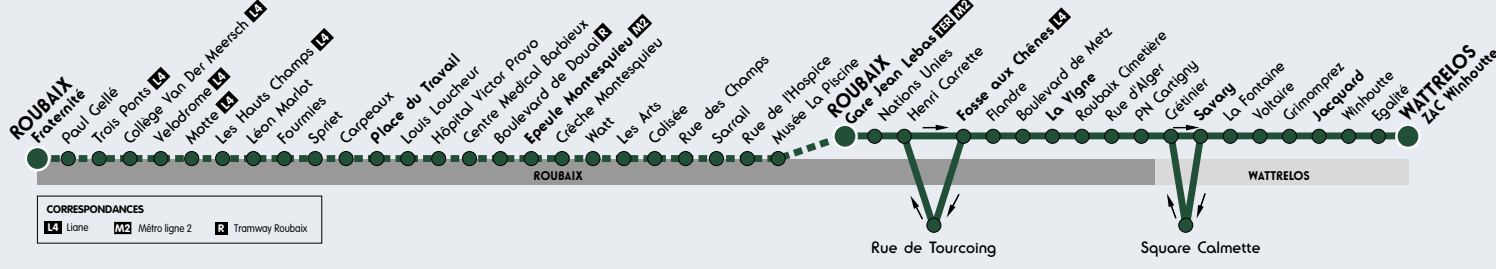 ROUBAIX
Fraternité
Paul Gellé
Trois Ponts L4
Collège Van Der Meersch L4
Velodrome L4
Motte L4
Les Hauts Champs L4
Léon Marlot
Fourmies
Spriet
Carpeaux
Place du Travail
Louis Loucheur
Hôpital Victor Provo
Centre Medical Barbieux
Boulevard de Douai R
Epeule Montesquieu M2
Crêche Montesquieu
Watt
Les Arts
Colisée
Rue des Champs
Sarrail
Rue de l'Hospice
Musée La Piscine
ROUBAIX
Gare Jean Lebas TER M2
Nations Unies
Henri Carrette
Fosse aux Chênes L4
Flandre
Boulevard de Metz
La Vigne
Roubaix Cimetière
Rue d'Alger
PN Cartigny
Crétinier
Savary
La Fontaine
Voltaire
Grimomprez
Jacquard
Winhoutte
Egalité
WATTRELOS
ZAC Winhoutte
ROUBAIX
WATTRELOS
Rue de Tourcoing
Square Calmette
CORRESPONDANCES
L4 Liane M2 Métro ligne 2 R Tramway Roubaix